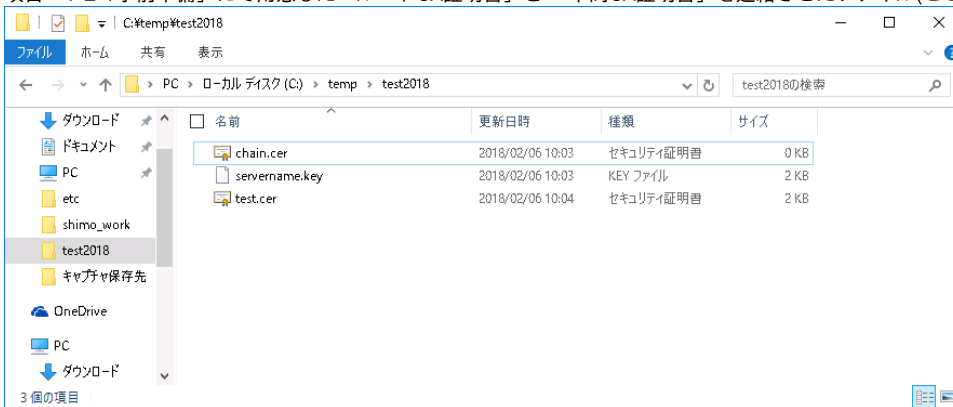 C:¥temp¥test2018
ファイル ホーム 共有 表示
PC > ローカル ディスク (C:) > temp > test2018
test2018の検索
ダウンロード
ドキュメント
PC
etc
shimo_work
test2018
キャプチャ保存先
OneDrive
PC
ダウンロード
名前 更新日時 種類 サイズ
chain.cer 2018/02/06 10:03 セキュリティ証明書 0 KB
servername.key 2018/02/06 10:03 KEY ファイル 2 KB
test.cer 2018/02/06 10:04 セキュリティ証明書 2 KB
3 個の項目